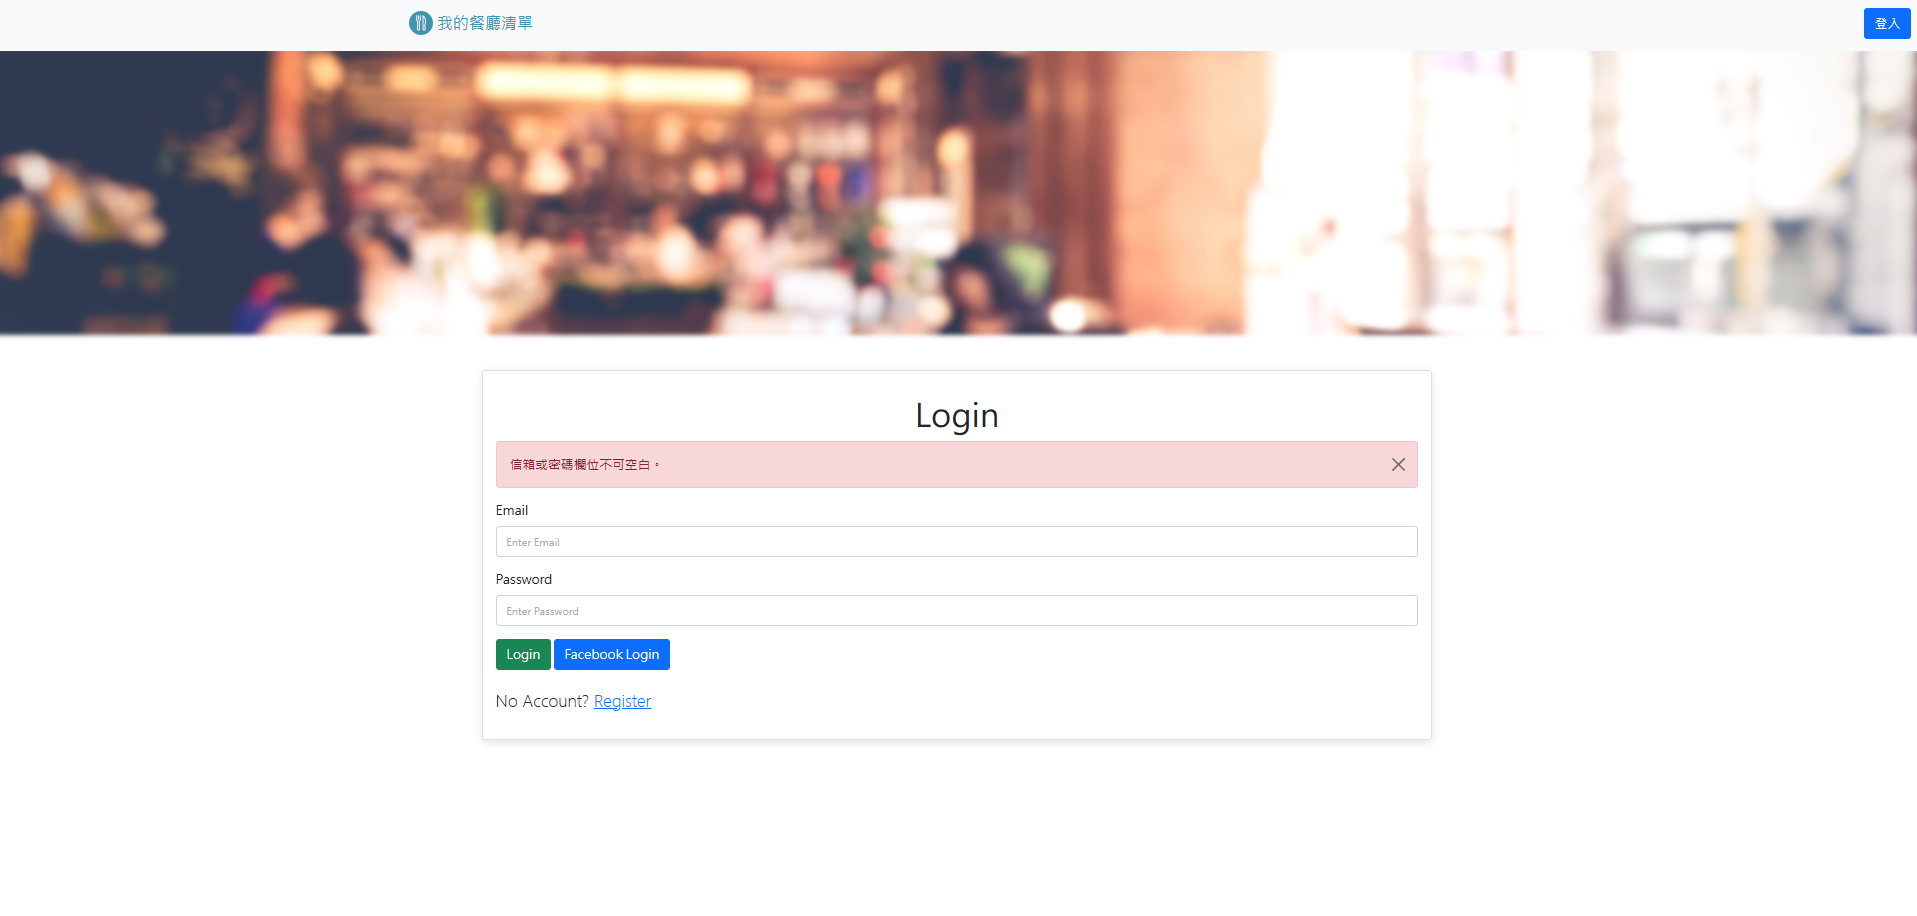 我的餐廳清單
登入
Login
信箱或密碼欄位不可空白。
Email
Enter Email
Password
Enter Password
Login Facebook Login
No Account? Register